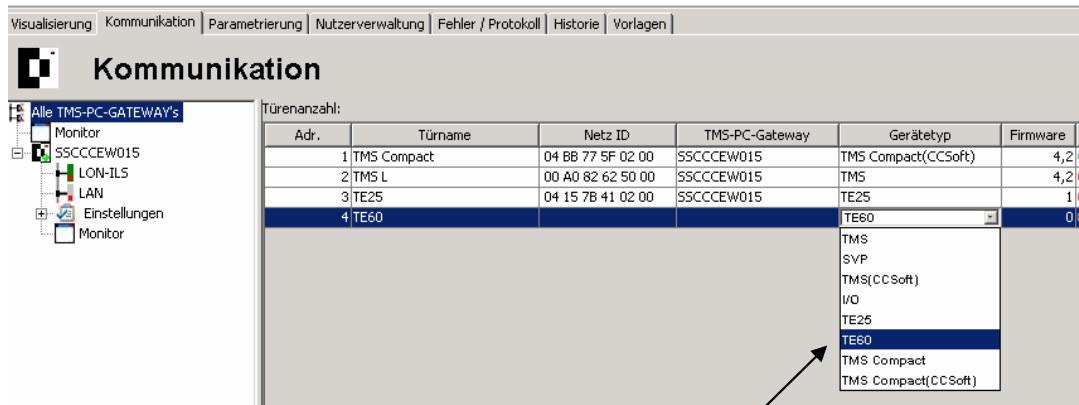 Visualisierung Kommunikation Parametrierung Nutzerverwaltung Fehler / Protokoll Historie Vorlagen
Kommunikation
Alle TMS-PC-GATEWAY's
Monitor
SSCCCEW015
LON-ILS
LAN
Einstellungen
Monitor
Türenanzahl:
Adr. Türname Netz ID TMS-PC-Gateway Gerätetyp Firmware
1 TMS Compact 04 BB 77 5F 02 00 SSCCCEW015 TMS Compact(CCSoft) 4,2
2 TMS L 00 A0 82 62 50 00 SSCCCEW015 TMS 4,2
3 TE25 04 15 7B 41 02 00 SSCCCEW015 TE25 1
4 TE60 TE60 0
TMS
SVP
TMS(CCSoft)
I/O
TE25
TE60
TMS Compact
TMS Compact(CCSoft)